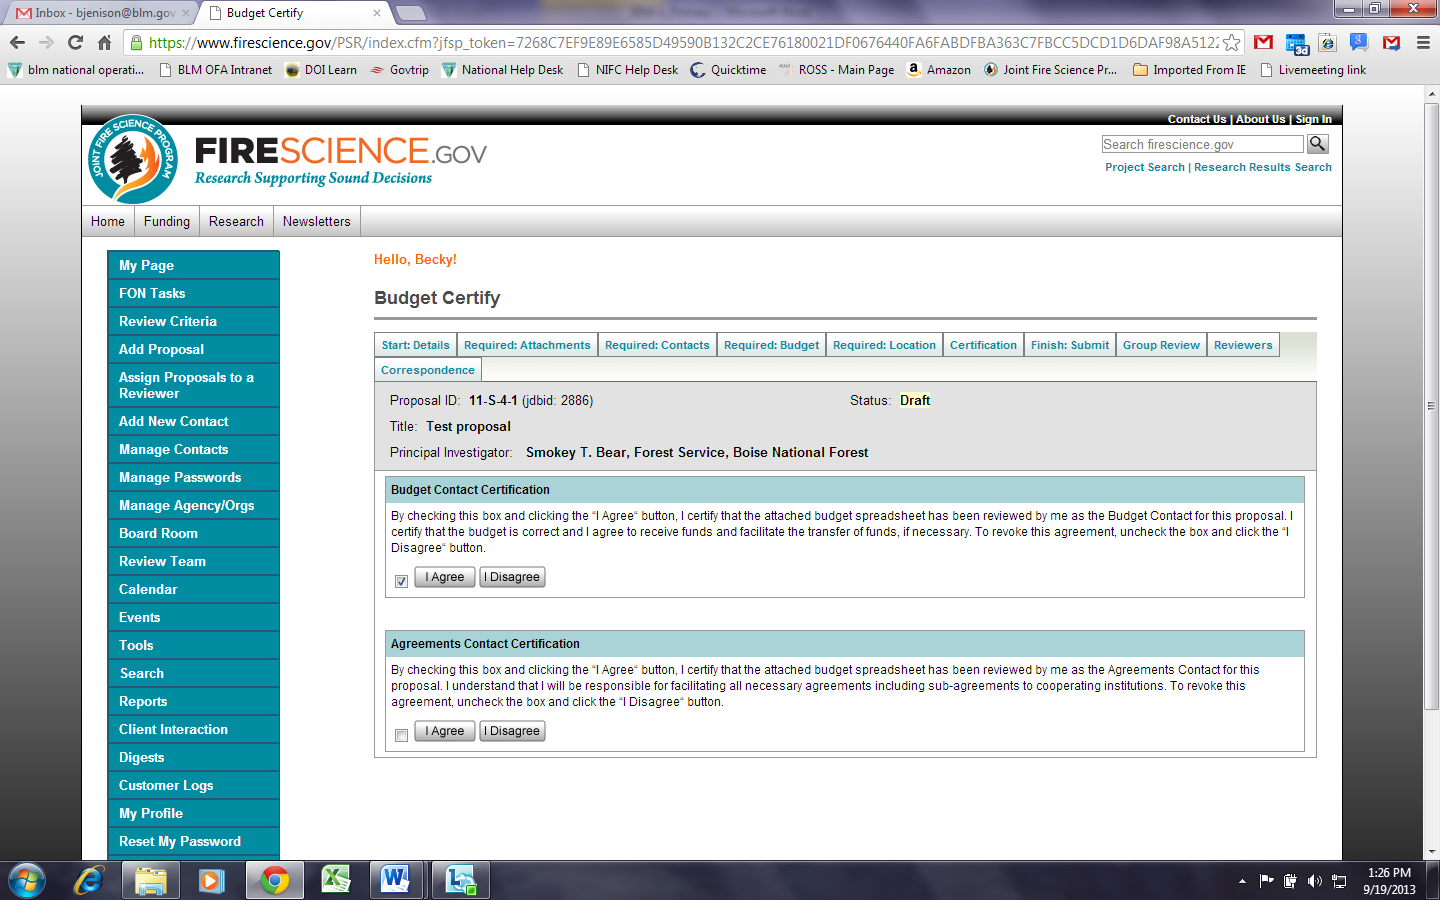 Inbox - bjenison@blm.gov
Budget Certify
https://www.firescience.gov/PSR/index.cfm?jfsp_token=7268C7EF9E89E6585D49590B132C2CE76180021DF0676440FA6FABDFBA363C7FBCC5DCD1D6DAF98A5122
blm national operati... BLM OFA Intranet DOI Learn Govtrip National Help Desk NIFC Help Desk Quicktime ROSS - Main Page Amazon Joint Fire Science Pr... Imported From IE Livemeeting link
Contact Us | About Us | Sign In
JOINT FIRE SCIENCE PROGRAM
FIRESCIENCE.GOV
Research Supporting Sound Decisions
Search firescience.gov
Project Search | Research Results Search
Home Funding Research Newsletters
My Page
FON Tasks
Review Criteria
Add Proposal
Assign Proposals to a
Reviewer
Add New Contact
Manage Contacts
Manage Passwords
Manage Agency/Orgs
Board Room
Review Team
Calendar
Events
Tools
Search
Reports
Client Interaction
Digests
Customer Logs
My Profile
Reset My Password
Hello, Becky!
Budget Certify
Start: Details Required: Attachments Required: Contacts Required: Budget Required: Location Certification Finish: Submit Group Review Reviewers
Correspondence
Proposal ID: 11-S-4-1 (jdbid: 2886) Status: Draft
Title: Test proposal
Principal Investigator: Smokey T. Bear, Forest Service, Boise National Forest
Budget Contact Certification
By checking this box and clicking the “I Agree“ button, I certify that the attached budget spreadsheet has been reviewed by me as the Budget Contact for this proposal. I
certify that the budget is correct and I agree to receive funds and facilitate the transfer of funds, if necessary. To revoke this agreement, uncheck the box and click the “I
Disagree“ button.
I Agree I Disagree
Agreements Contact Certification
By checking this box and clicking the “I Agree“ button, I certify that the attached budget spreadsheet has been reviewed by me as the Agreements Contact for this
proposal. I understand that I will be responsible for facilitating all necessary agreements including sub-agreements to cooperating institutions. To revoke this
agreement, uncheck the box and click the “I Disagree“ button.
I Agree I Disagree
1:26 PM
9/19/2013